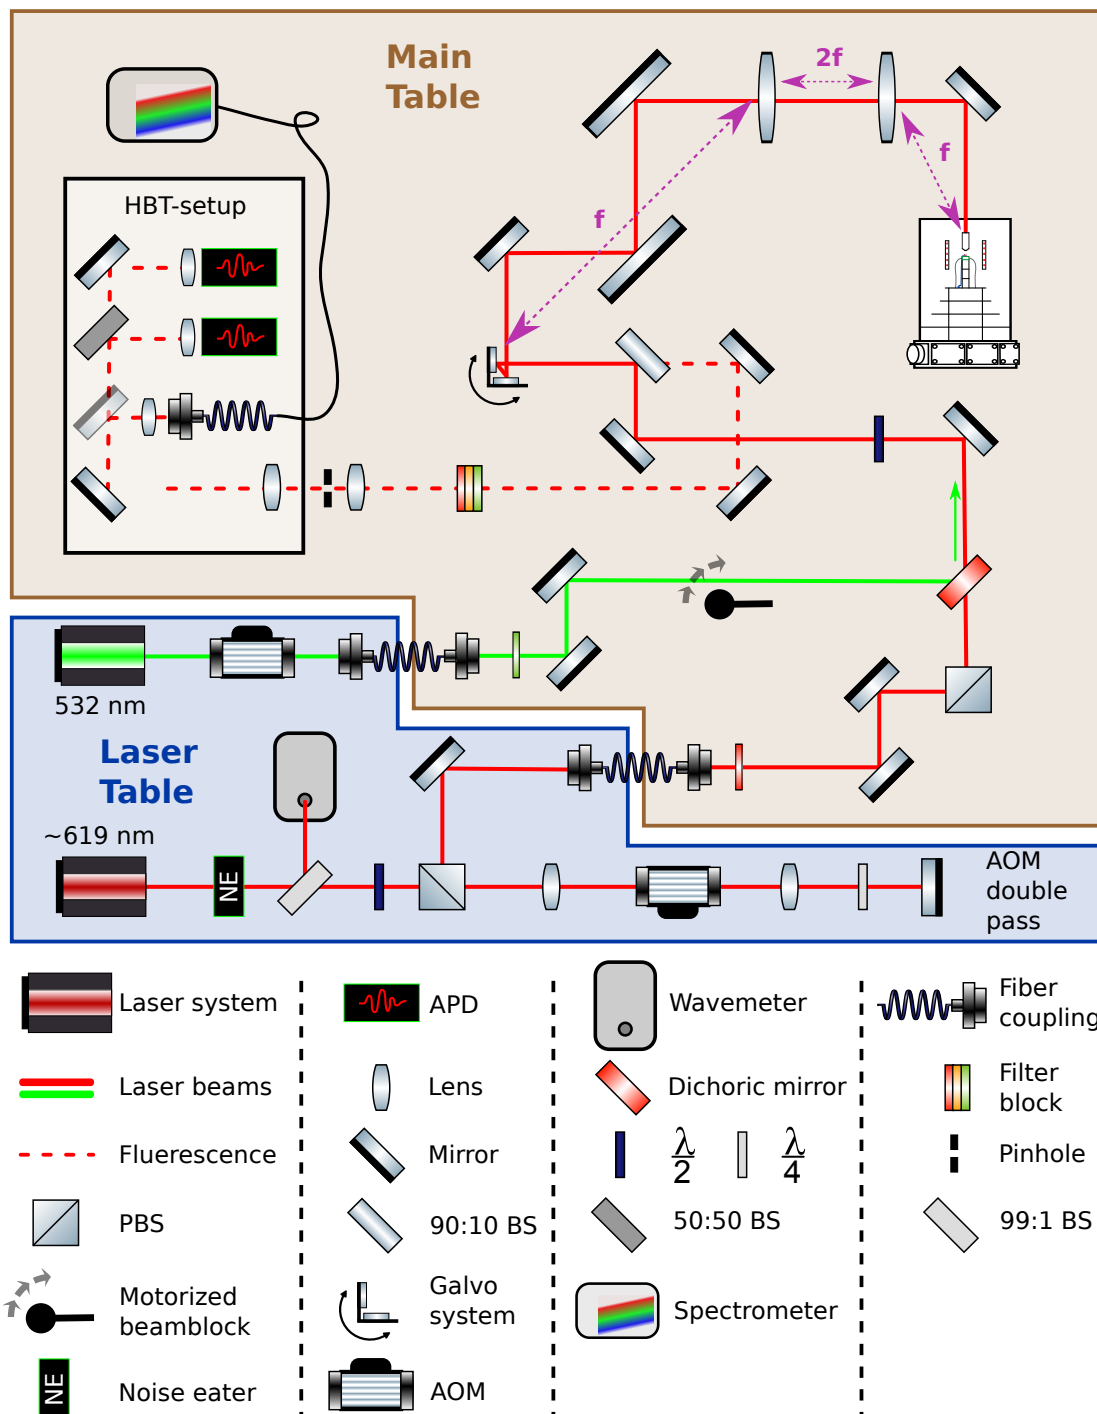 Main
Table
2f
f
f
HBT-setup
532 nm
Laser
Table
~619 nm
NE
AOM
double
pass
Laser system
APD
Wavemeter
Fiber
coupling
Laser beams
Lens
Dichoric mirror
Filter
block
Fluerescence
Mirror
λ
2
λ
4
Pinhole
PBS
90:10 BS
50:50 BS
99:1 BS
Motorized
beamblock
Galvo
system
Spectrometer
NE
Noise eater
AOM